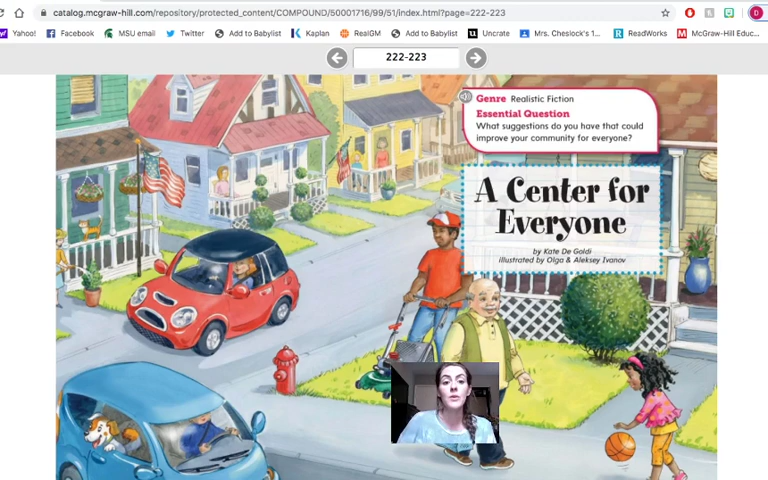 catalog.mcgraw-hill.com/repository/protected_content/COMPOUND/50001716/99/51/index.html?page=222-223
Yahoo! Facebook MSU email Twitter Add to Babylist Kaplan RealGM Add to Babylist Uncrate Mrs. Cheslock's 1... ReadWorks McGraw-Hill Educ...
222-223
Genre Realistic Fiction
Essential Question
What suggestions do you have that could
improve your community for everyone?
A Center for
Everyone
by Kate De Goldi
illustrated by Olga & Aleksey Ivanov